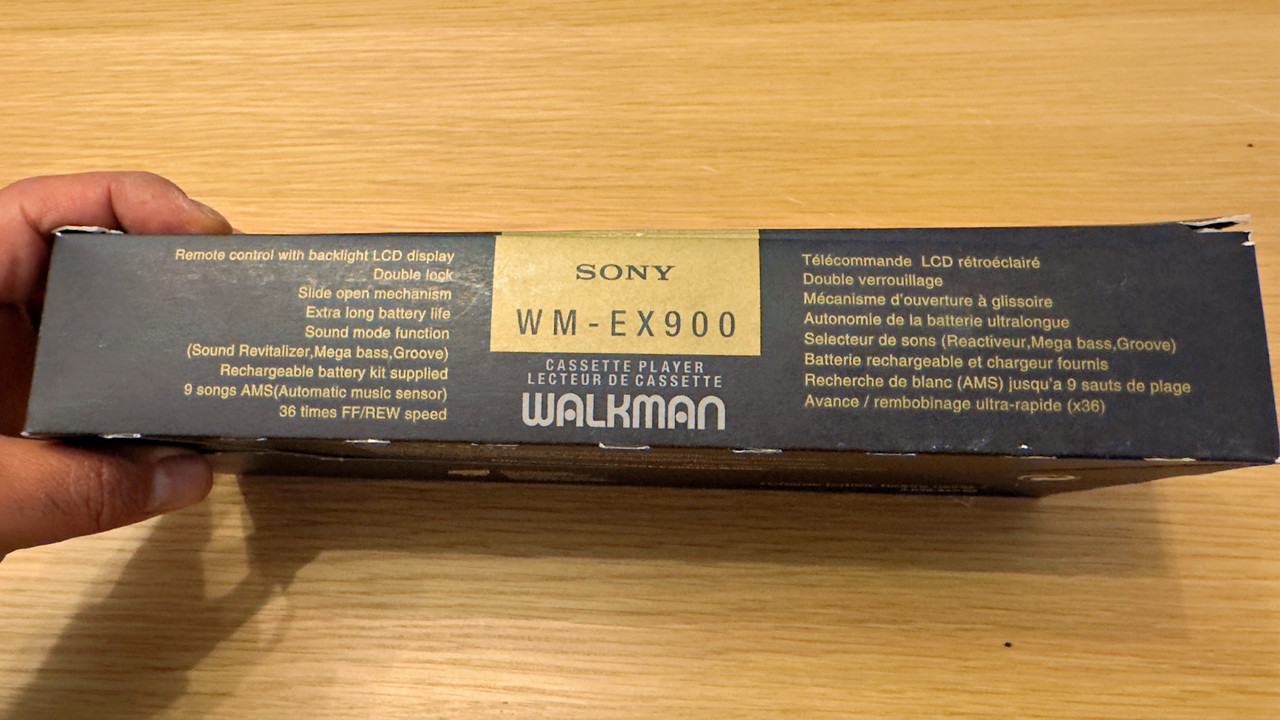 Remote control with backlight LCD display
Double lock
Slide open mechanism
Extra long battery life
Sound mode function
(Sound Revitalizer,Mega bass,Groove)
Rechargeable battery kit supplied
9 songs AMS(Automatic music sensor)
36 times FF/REW speed
SONY
WM-EX900
CASSETTE PLAYER
LECTEUR DE CASSETTE
WALKMAN
Télécommande LCD rétroéclairé
Double verrouillage
Mécanisme d'ouverture à glissoire
Autonomie de la batterie ultralongue
Selecteur de sons (Reactiveur,Mega bass,Groove)
Batterie rechargeable et chargeur fournis
Recherche de blanc (AMS) jusqu'a 9 sauts de plage
Avance / rembobinage ultra-rapide (x36)